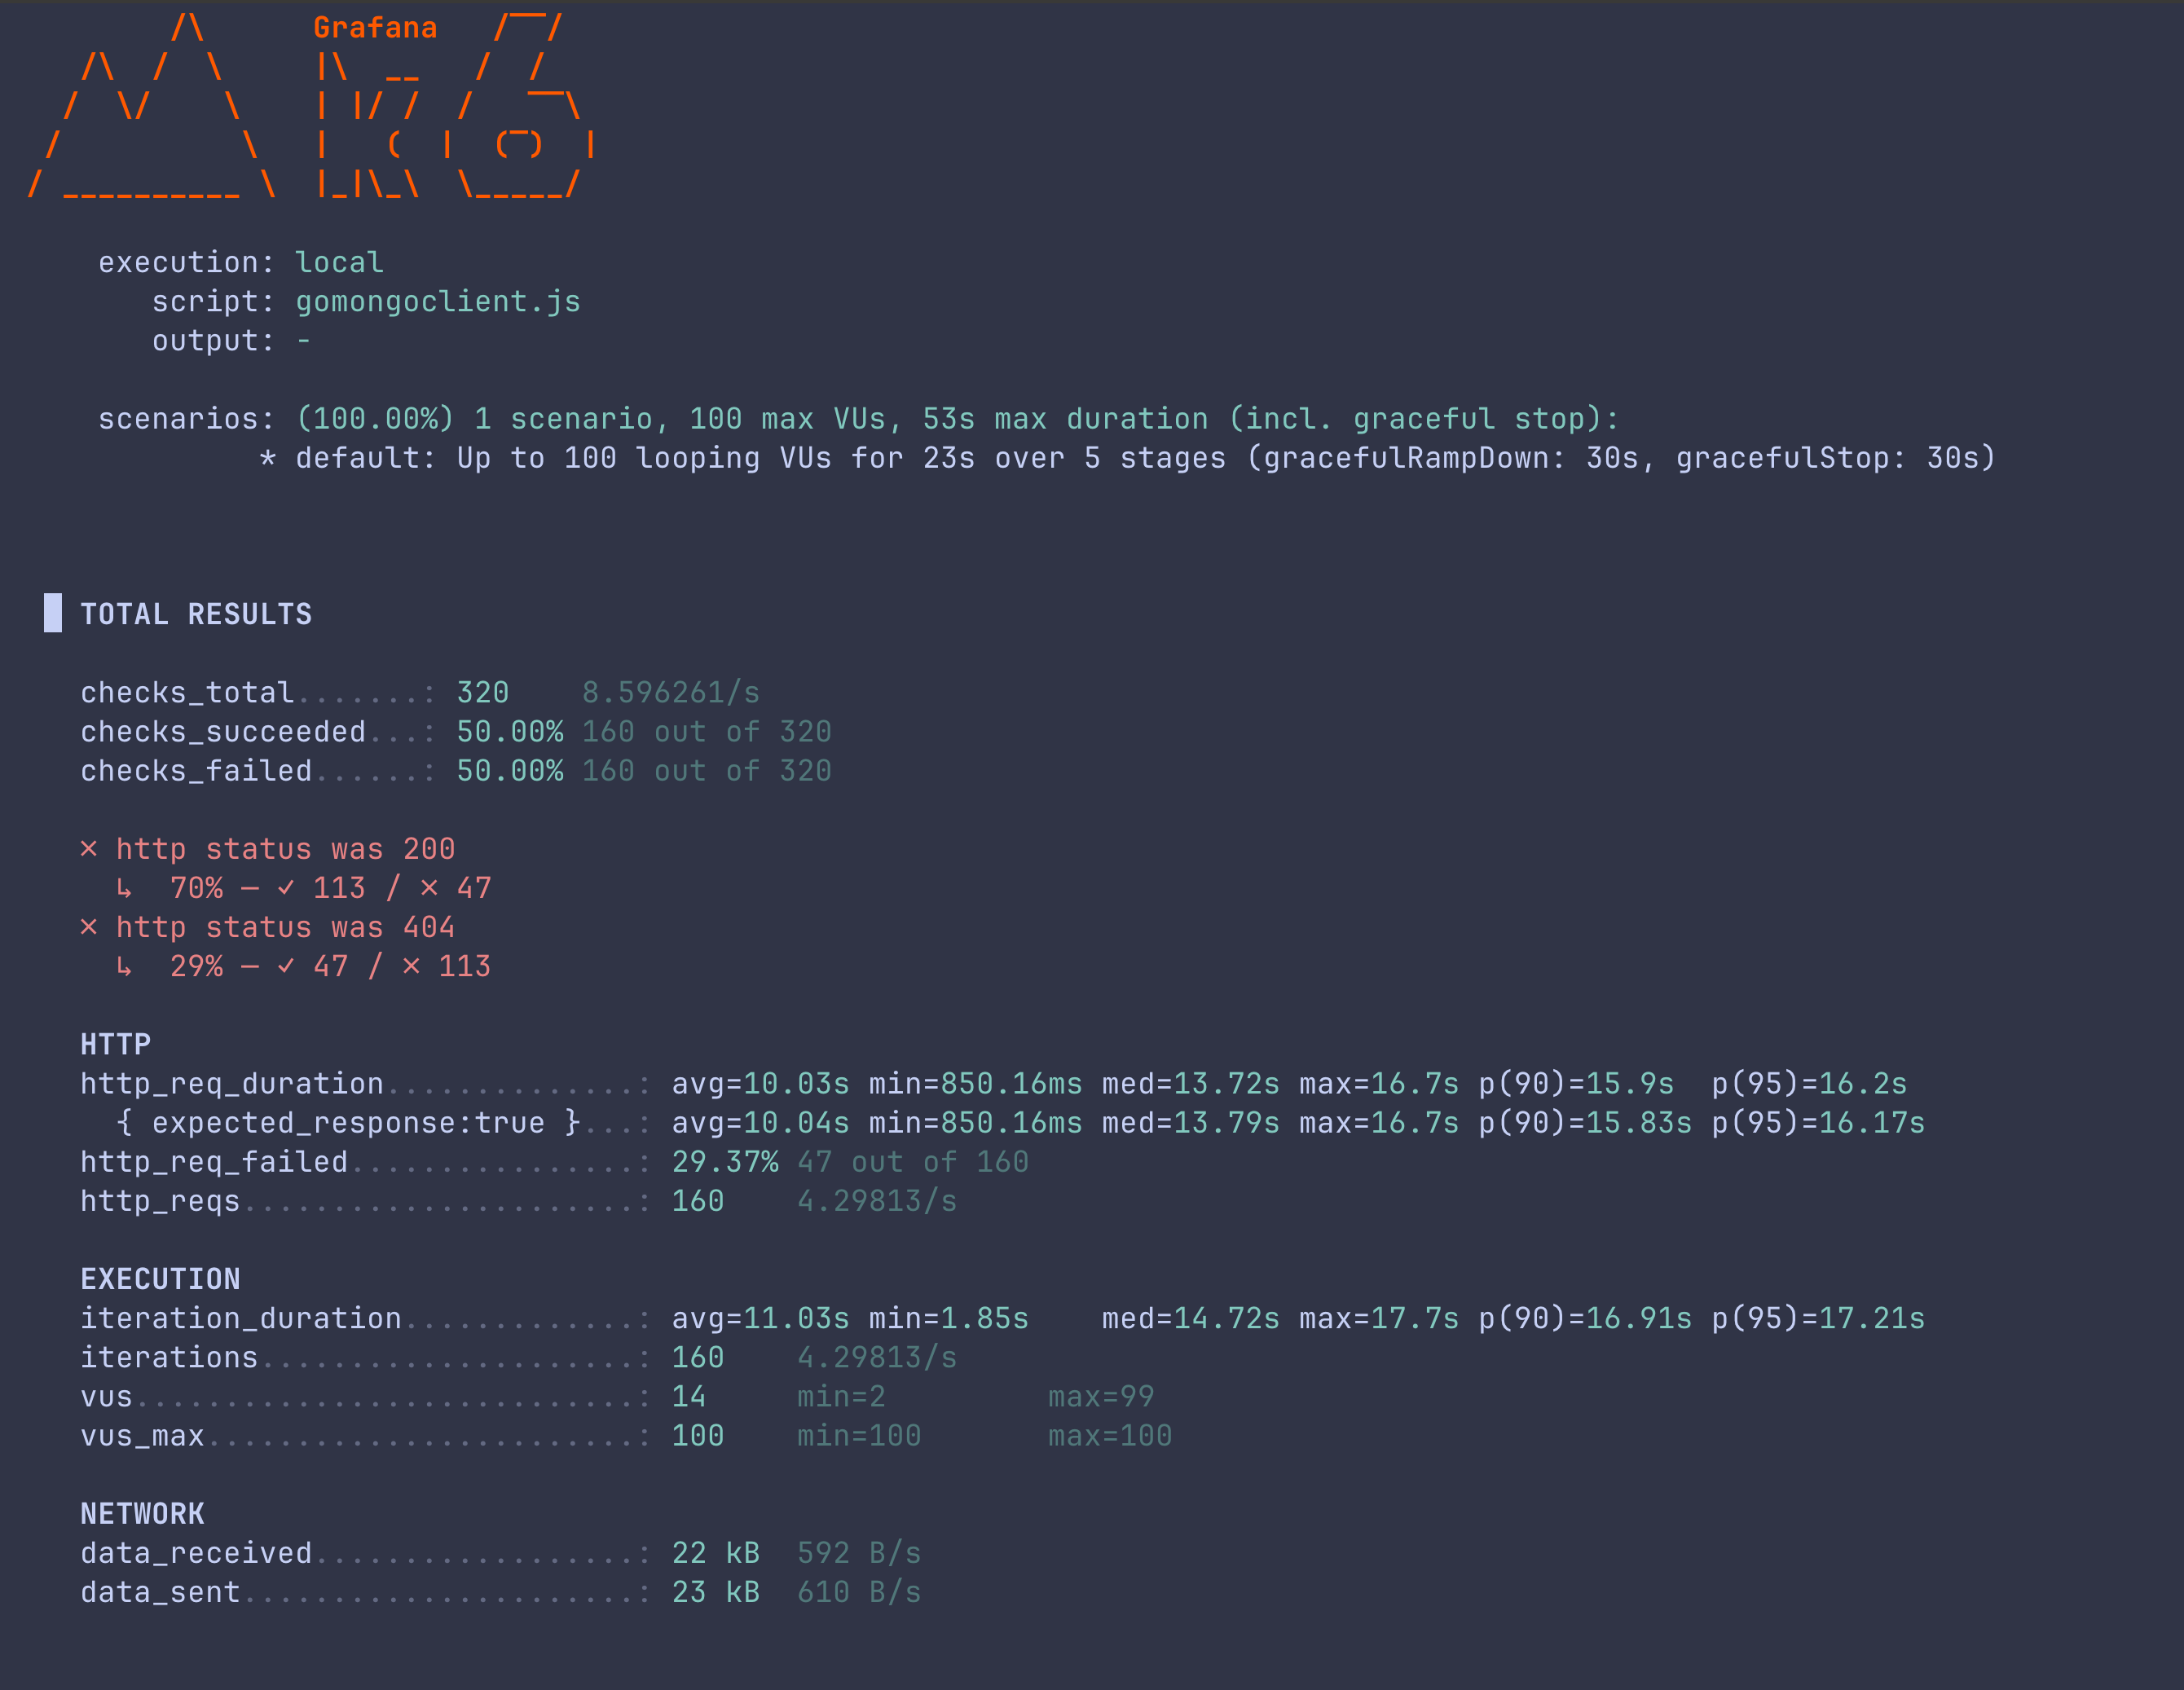 /\      Grafana   /‾‾/
    /\  /  \     |\  __   /  /
   /  \/    \    | |/ /  /   ‾‾\
  /          \   |   (  |  (‾)  |
 / __________ \  |_|\_\  \_____/
execution: local
script: gomongoclient.js
output: -
scenarios: (100.00%) 1 scenario, 100 max VUs, 53s max duration (incl. graceful stop):
* default: Up to 100 looping VUs for 23s over 5 stages (gracefulRampDown: 30s, gracefulStop: 30s)
█ TOTAL RESULTS
checks_total.......: 320    8.596261/s
checks_succeeded...: 50.00% 160 out of 320
checks_failed......: 50.00% 160 out of 320
✗ http status was 200
↳  70% — ✓ 113 / ✗ 47
✗ http status was 404
↳  29% — ✓ 47 / ✗ 113
HTTP
http_req_duration..............: avg=10.03s min=850.16ms med=13.72s max=16.7s p(90)=15.9s  p(95)=16.2s
{ expected_response:true }...: avg=10.04s min=850.16ms med=13.79s max=16.7s p(90)=15.83s p(95)=16.17s
http_req_failed................: 29.37% 47 out of 160
http_reqs......................: 160    4.29813/s
EXECUTION
iteration_duration.............: avg=11.03s min=1.85s    med=14.72s max=17.7s p(90)=16.91s p(95)=17.21s
iterations.....................: 160    4.29813/s
vus............................: 14     min=2         max=99
vus_max........................: 100    min=100       max=100
NETWORK
data_received..................: 22 kB  592 B/s
data_sent......................: 23 kB  610 B/s